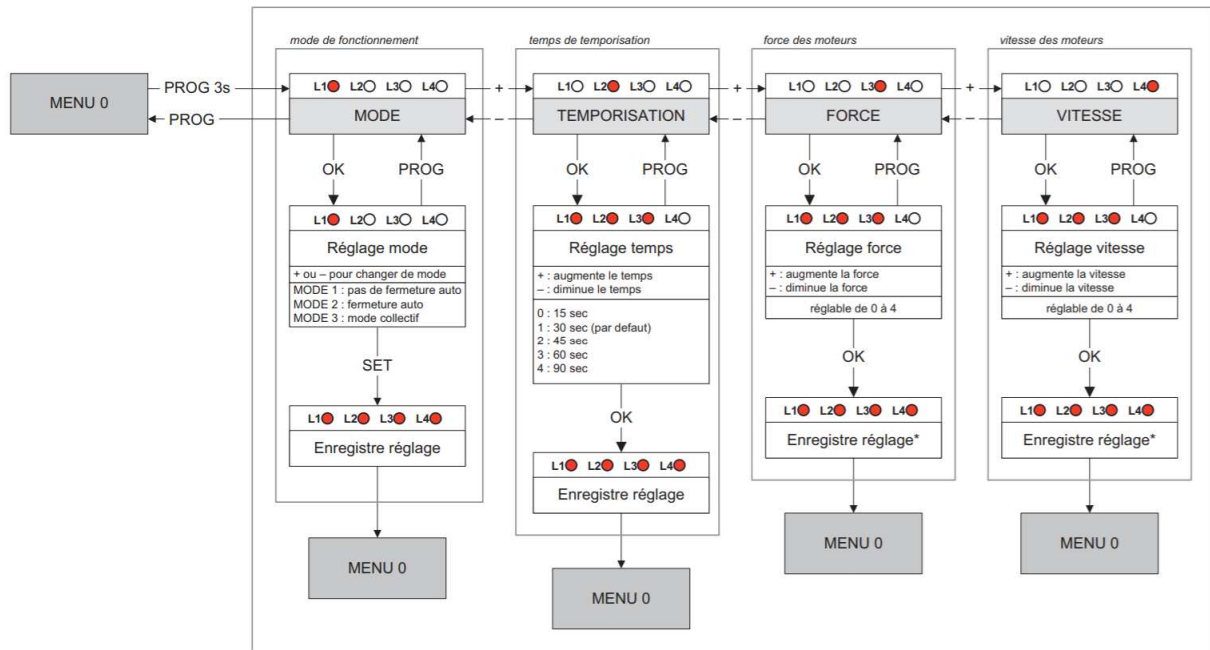 mode de fonctionnement
temps de temporisation
force des moteurs
vitesse des moteurs
MENU 0
PROG 3s
PROG
L1 L2 L3 L4
MODE
+
–
L1 L2 L3 L4
TEMPORISATION
+
–
L1 L2 L3 L4
FORCE
+
–
L1 L2 L3 L4
VITESSE
OK
PROG
L1 L2 L3 L4
Réglage mode
+ ou – pour changer de mode
MODE 1 : pas de fermeture auto
MODE 2 : fermeture auto
MODE 3 : mode collectif
SET
L1 L2 L3 L4
Enregistre réglage
MENU 0
OK
PROG
L1 L2 L3 L4
Réglage temps
+ : augmente le temps
– : diminue le temps
0 : 15 sec
1 : 30 sec (par defaut)
2 : 45 sec
3 : 60 sec
4 : 90 sec
OK
L1 L2 L3 L4
Enregistre réglage
MENU 0
OK
PROG
L1 L2 L3 L4
Réglage force
+ : augmente la force
– : diminue la force
réglable de 0 à 4
OK
L1 L2 L3 L4
Enregistre réglage*
MENU 0
OK
PROG
L1 L2 L3 L4
Réglage vitesse
+ : augmente la vitesse
– : diminue la vitesse
réglable de 0 à 4
OK
L1 L2 L3 L4
Enregistre réglage*
MENU 0